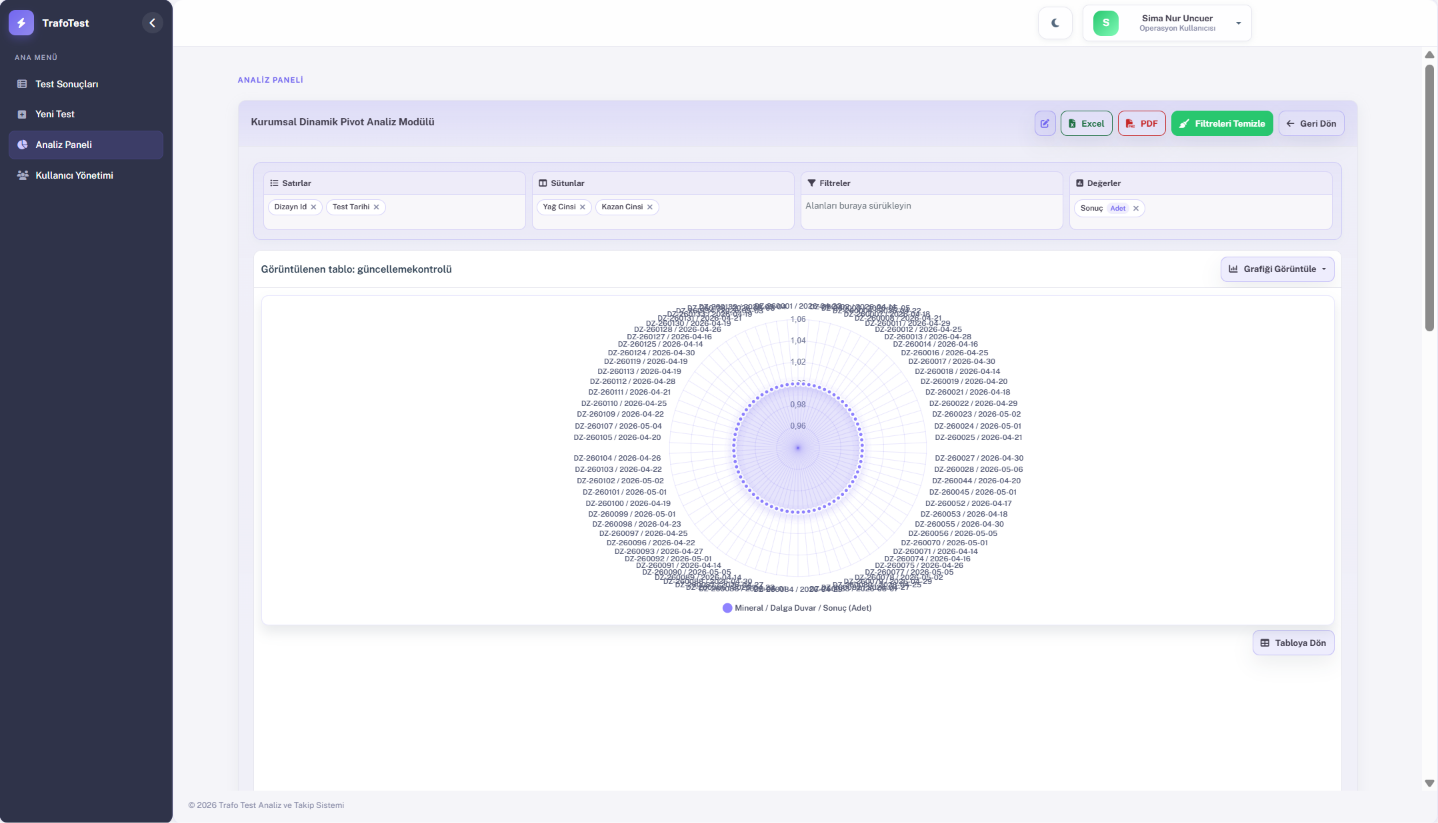 TrafoTest
ANA MENÜ
Test Sonuçları
Yeni Test
Analiz Paneli
Kullanıcı Yönetimi
S
Sima Nur Uncuer
Operasyon Kullanıcısı
ANALİZ PANELİ
Kurumsal Dinamik Pivot Analiz Modülü
Excel
PDF
Filtreleri Temizle
Geri Dön
Satırlar
Dizayn Id ×
Test Tarihi ×
Sütunlar
Yağ Cinsi ×
Kazan Cinsi ×
Filtreler
Alanları buraya sürükleyin
Değerler
Sonuç Adet ×
Görüntülenen tablo: güncellemekontrolü
Grafiği Görüntüle
1,06
1,04
1,02
0,98
0,96
DZ-260011 / 2026-04-29
DZ-260012 / 2026-04-25
DZ-260013 / 2026-04-28
DZ-260014 / 2026-04-16
DZ-260016 / 2026-04-25
DZ-260017 / 2026-04-30
DZ-260018 / 2026-04-14
DZ-260019 / 2026-04-20
DZ-260021 / 2026-04-18
DZ-260022 / 2026-04-29
DZ-260023 / 2026-05-02
DZ-260024 / 2026-05-01
DZ-260025 / 2026-04-21
DZ-260027 / 2026-04-30
DZ-260028 / 2026-05-06
DZ-260044 / 2026-04-20
DZ-260045 / 2026-05-01
DZ-260052 / 2026-04-17
DZ-260053 / 2026-04-18
DZ-260055 / 2026-04-30
DZ-260056 / 2026-05-05
DZ-260070 / 2026-05-01
DZ-260071 / 2026-04-14
DZ-260074 / 2026-04-16
DZ-260075 / 2026-04-26
DZ-260077 / 2026-05-05
DZ-260090 / 2026-05-05
DZ-260091 / 2026-04-14
DZ-260092 / 2026-05-01
DZ-260093 / 2026-04-27
DZ-260096 / 2026-04-22
DZ-260097 / 2026-04-25
DZ-260098 / 2026-04-23
DZ-260099 / 2026-05-01
DZ-260100 / 2026-04-19
DZ-260101 / 2026-05-01
DZ-260102 / 2026-05-02
DZ-260103 / 2026-04-22
DZ-260104 / 2026-04-26
DZ-260105 / 2026-04-20
DZ-260107 / 2026-05-04
DZ-260109 / 2026-04-22
DZ-260110 / 2026-04-25
DZ-260111 / 2026-04-21
DZ-260112 / 2026-04-28
DZ-260113 / 2026-04-19
DZ-260119 / 2026-04-19
DZ-260124 / 2026-04-30
DZ-260125 / 2026-04-14
DZ-260127 / 2026-04-16
DZ-260128 / 2026-04-26
DZ-260130 / 2026-04-19
DZ-260131 / 2026-04-21
Mineral / Dalga Duvar / Sonuç (Adet)
Tabloya Dön
© 2026 Trafo Test Analiz ve Takip Sistemi